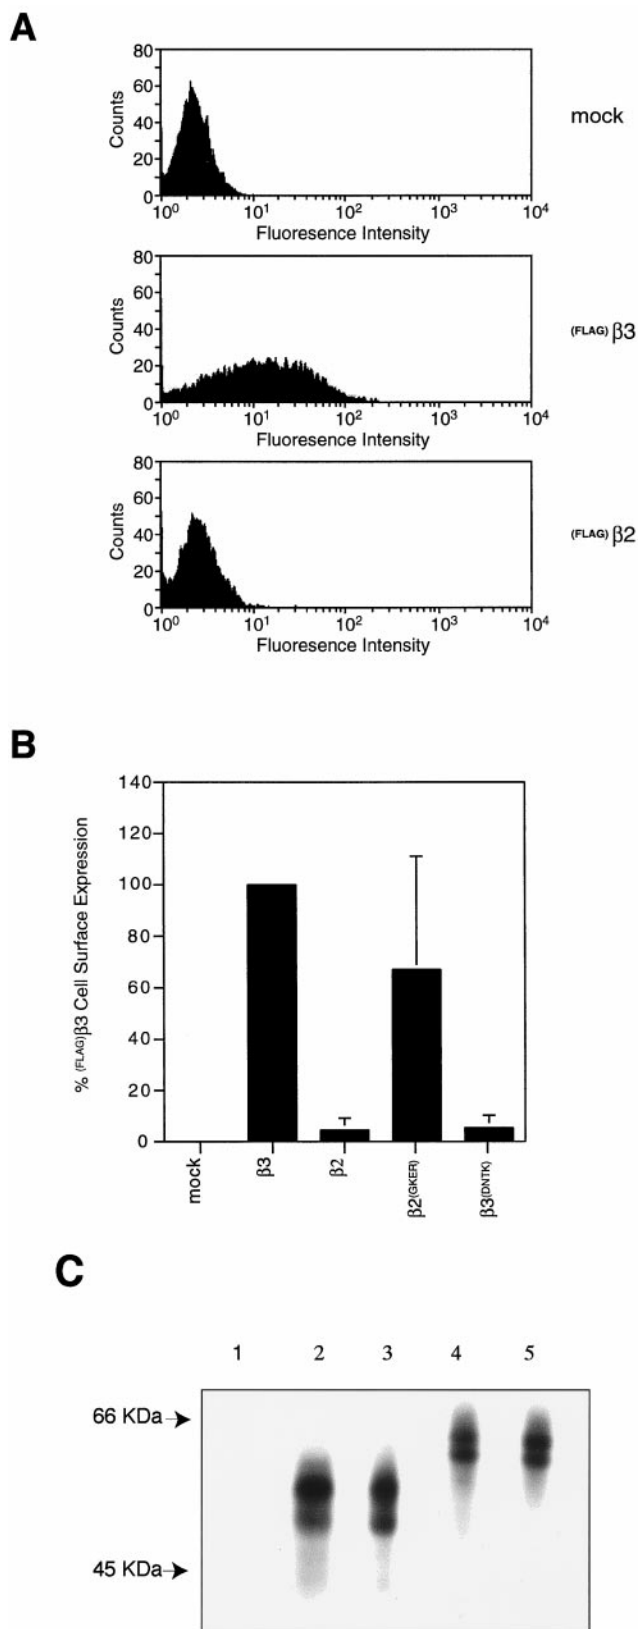 A
80
60
40
20
0
Counts
10⁰ 10¹ 10² 10³ 10⁴
Fluoresence Intensity
mock
80
60
40
20
0
Counts
10⁰ 10¹ 10² 10³ 10⁴
Fluoresence Intensity
(FLAG) β3
80
60
40
20
0
Counts
10⁰ 10¹ 10² 10³ 10⁴
Fluoresence Intensity
(FLAG) β2
B
140
120
100
80
60
40
20
0
% (FLAG)β3 Cell Surface Expression
mock
β3
β2
β2(GKER)
β3(DNTK)
C
1 2 3 4 5
66 KDa
45 KDa